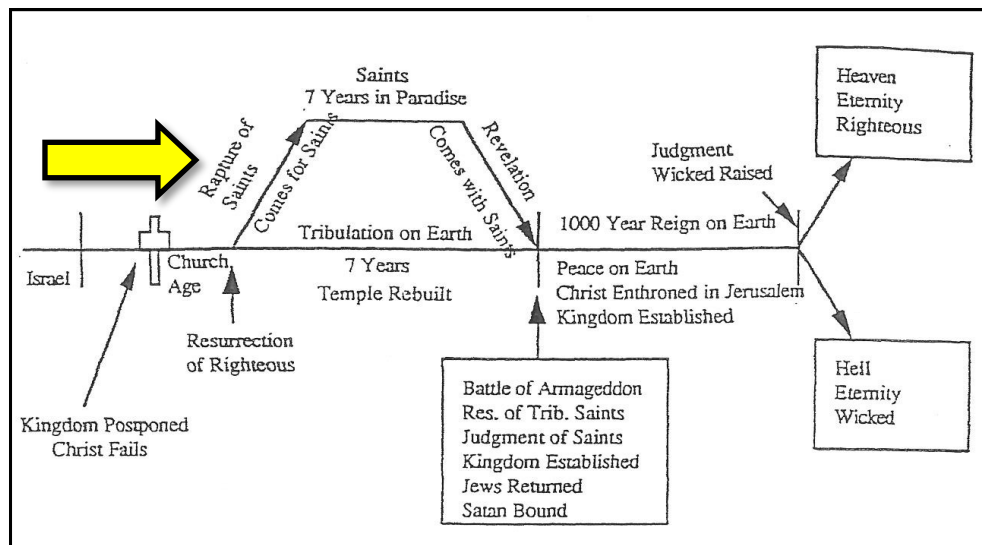 Saints
7 Years in Paradise
Rapture of
Saints
Comes for Saints
Revelation
Comes with Saints
Heaven
Eternity
Righteous
Judgment
Wicked Raised
Tribulation on Earth
1000 Year Reign on Earth
Israel
Church
Age
7 Years
Temple Rebuilt
Peace on Earth
Christ Enthroned in Jerusalem
Kingdom Established
Resurrection
of Righteous
Kingdom Postponed
Christ Fails
Battle of Armageddon
Res. of Trib. Saints
Judgment of Saints
Kingdom Established
Jews Returned
Satan Bound
Hell
Eternity
Wicked